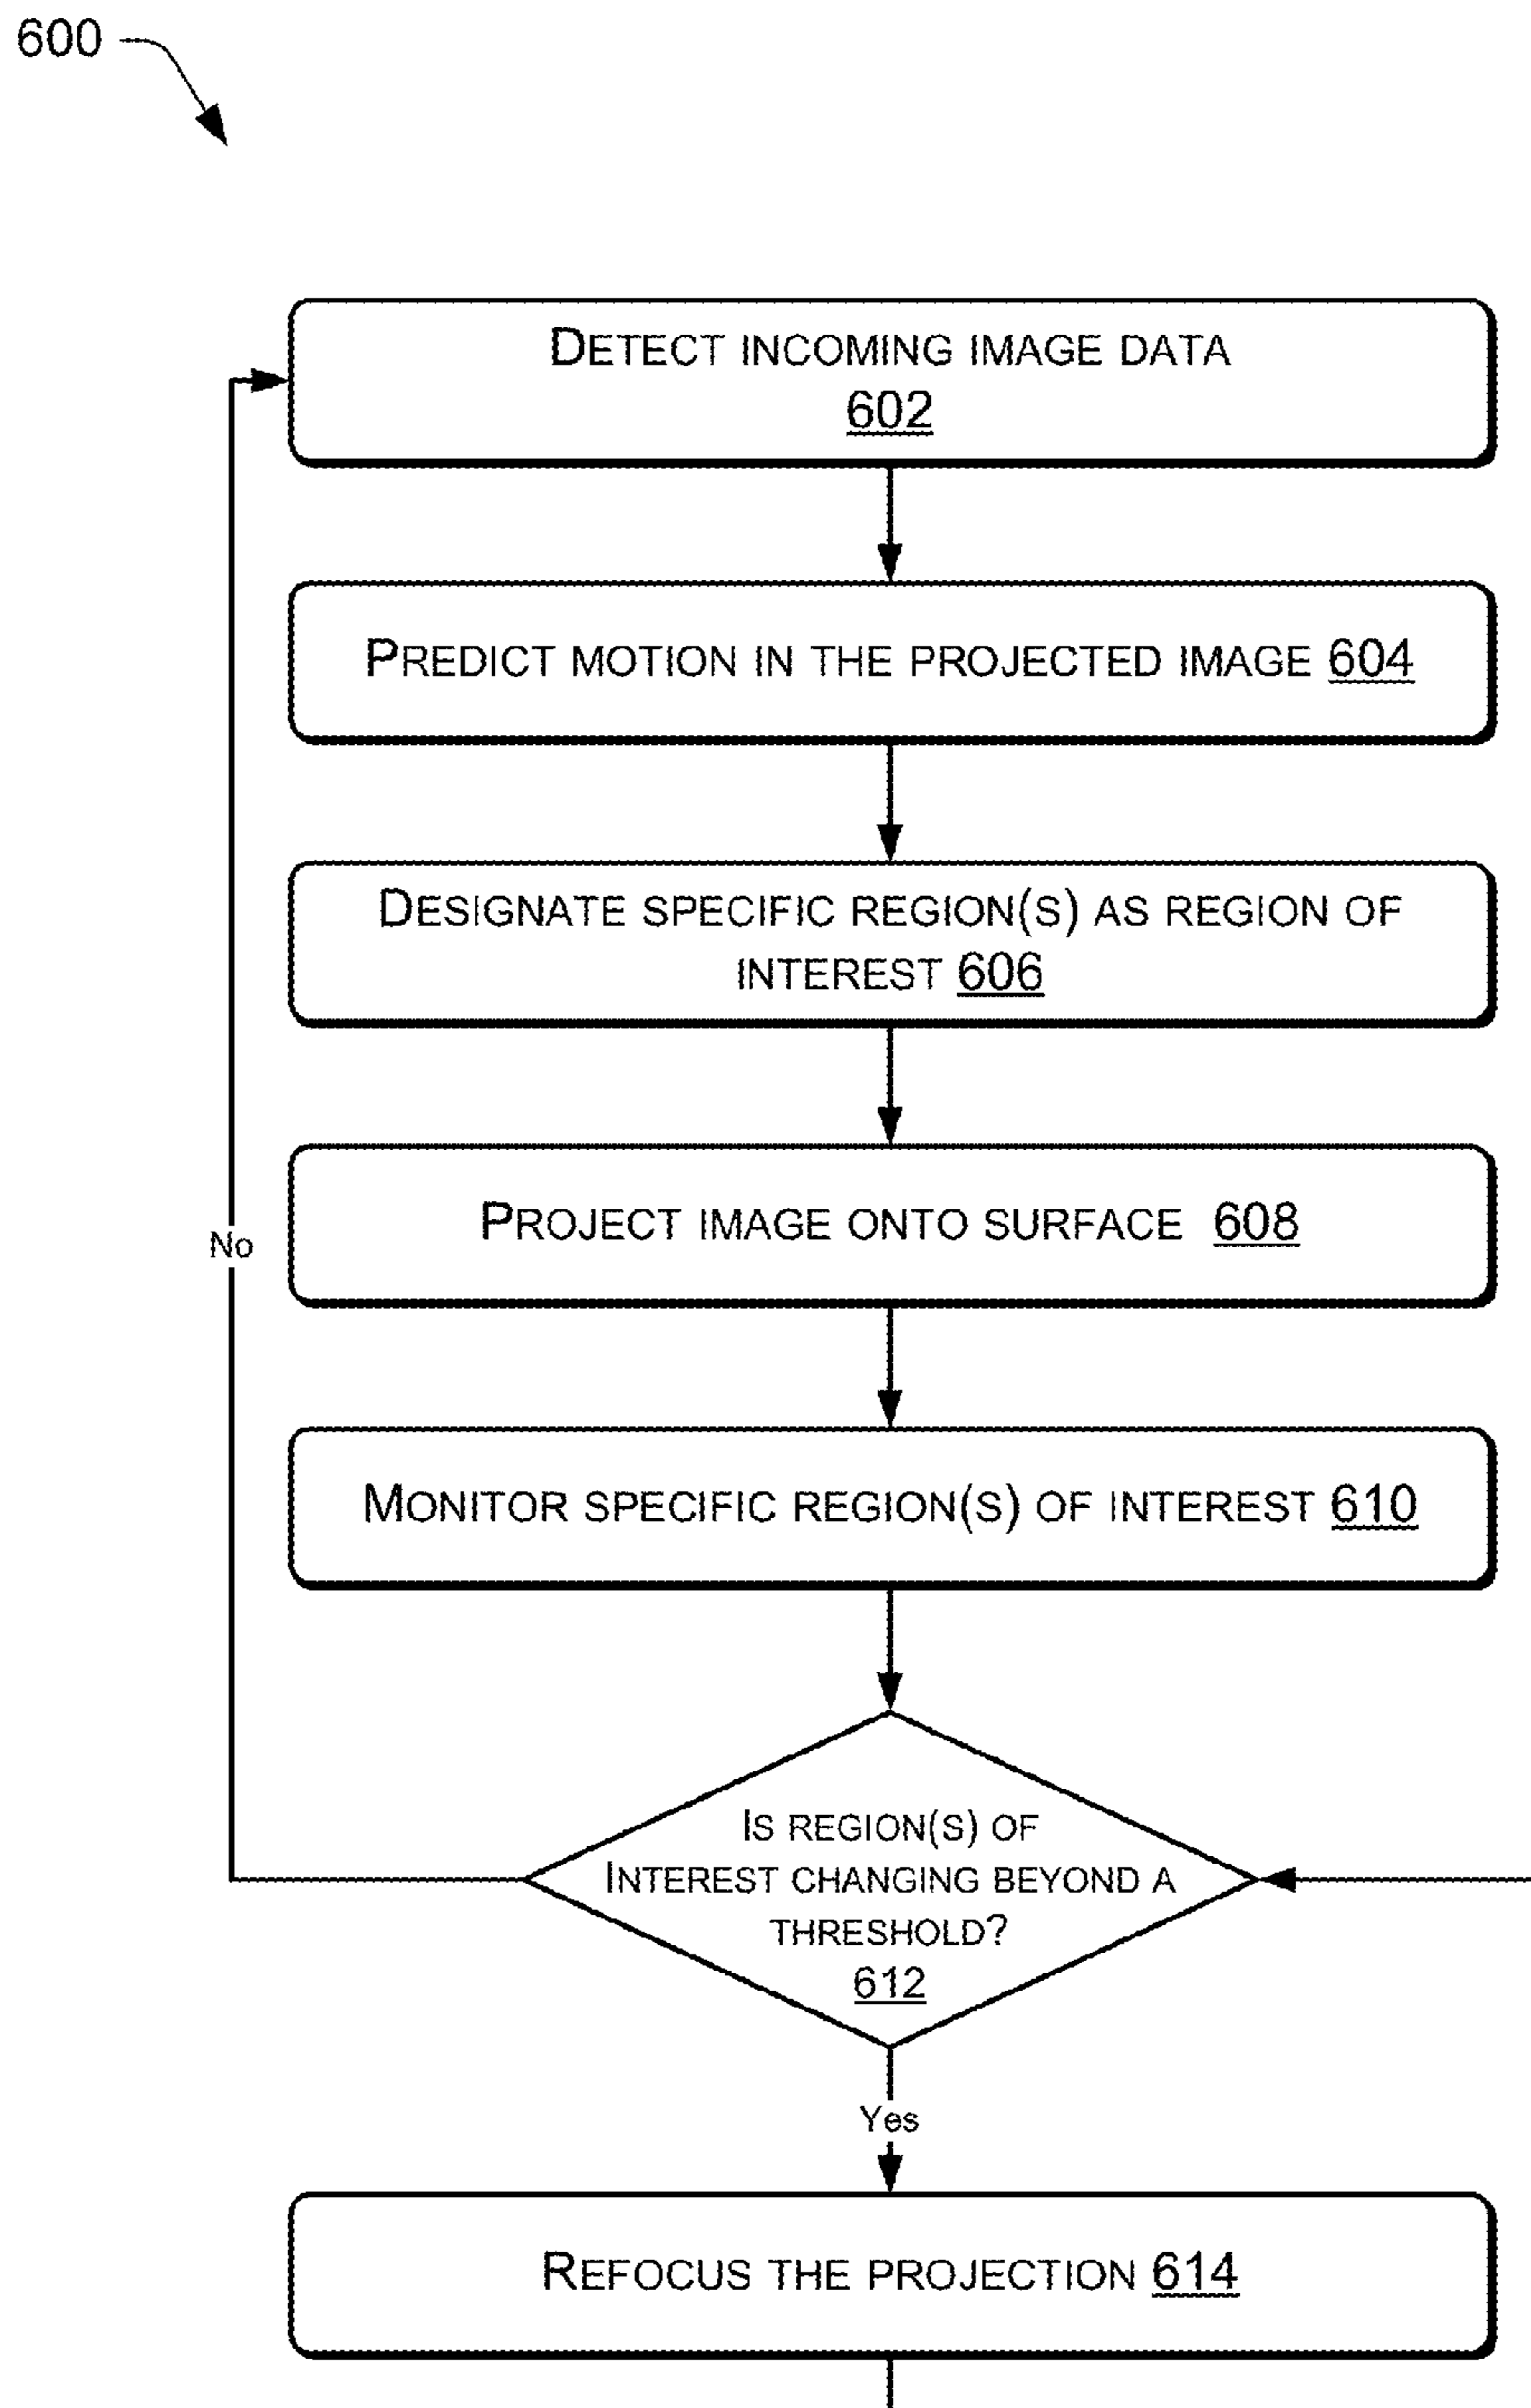 600
DETECT INCOMING IMAGE DATA
602
PREDICT MOTION IN THE PROJECTED IMAGE 604
DESIGNATE SPECIFIC REGION(S) AS REGION OF
INTEREST 606
PROJECT IMAGE ONTO SURFACE 608
No
MONITOR SPECIFIC REGION(S) OF INTEREST 610
IS REGION(S) OF
INTEREST CHANGING BEYOND A
THRESHOLD?
612
Yes
REFOCUS THE PROJECTION 614